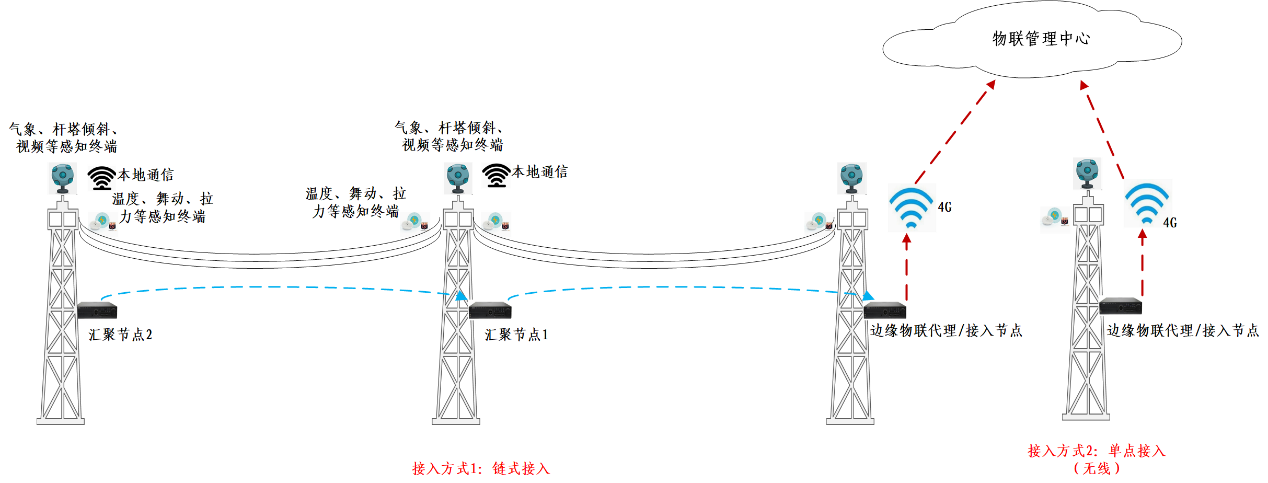 物联管理中心
气象、杆塔倾斜、
视频等感知终端
本地通信
温度、舞动、拉
力等感知终端
气象、杆塔倾斜、
视频等感知终端
本地通信
温度、舞动、拉
力等感知终端
4G
4G
汇聚节点2
汇聚节点1
边缘物联代理/接入节点
边缘物联代理/接入节点
接入方式1：链式接入
接入方式2：单点接入
（无线）